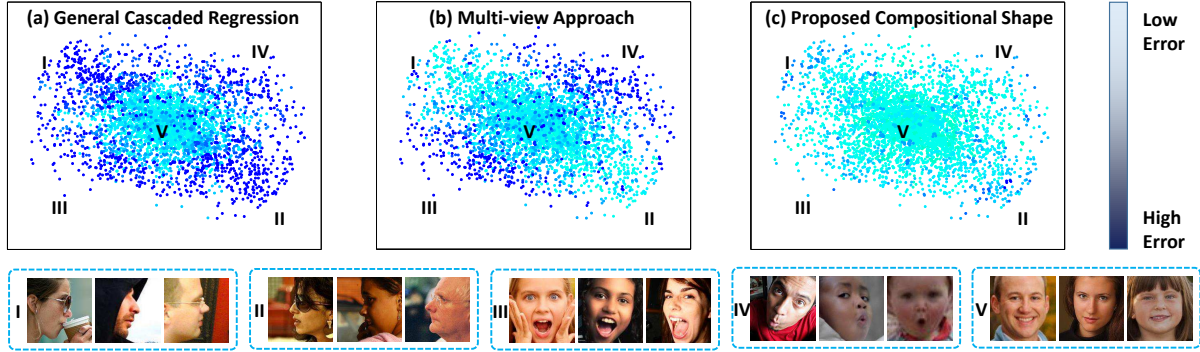 (a) General Cascaded Regression
(b) Multi-view Approach
(c) Proposed Compositional Shape
Low
Error
I
IV
V
III
II
I
IV
V
III
II
I
IV
V
III
II
High
Error
I
II
III
IV
V